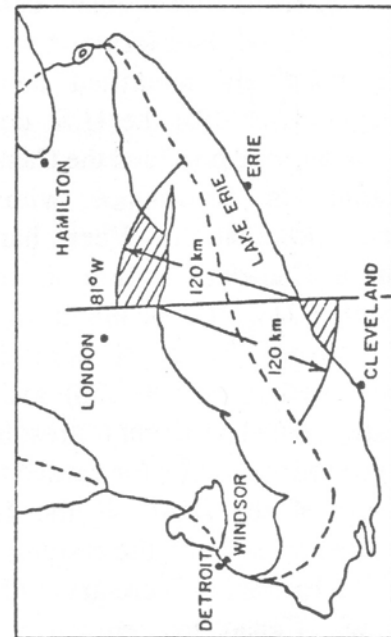 HAMILTON
81° W
120 km
LAKE ERIE
ERIE
LONDON
120 km
CLEVELAND
WINDSOR
DETROIT